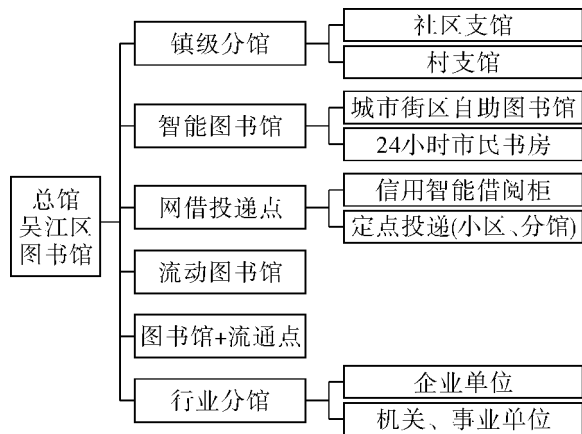 总馆
吴江区
图书馆
镇级分馆
社区支馆
村支馆
智能图书馆
城市街区自助图书馆
24小时市民书房
网借投递点
信用智能借阅柜
定点投递(小区、分馆)
流动图书馆
图书馆+流通点
行业分馆
企业单位
机关、事业单位